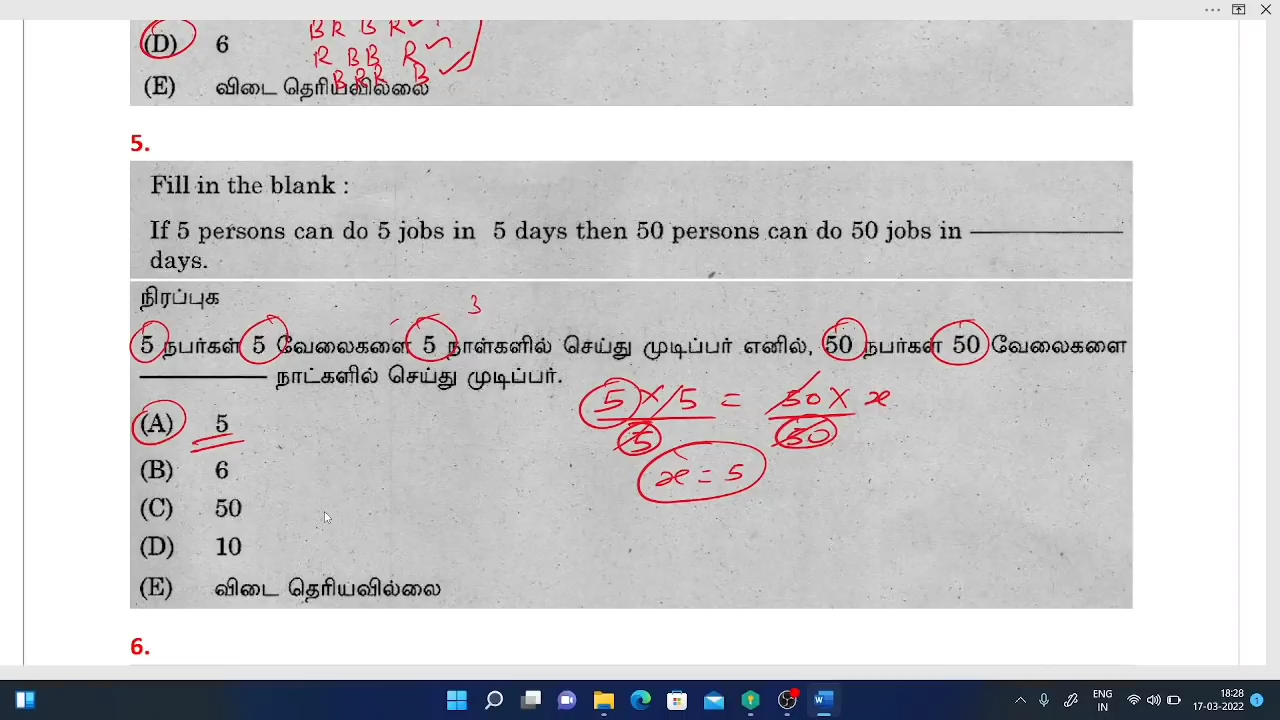 (D) 6
B R B R
R B B R
B R R B
(E) விடை தெரியவில்லை
5.
Fill in the blank :
If 5 persons can do 5 jobs in 5 days then 50 persons can do 50 jobs in ——— days.
நிரப்புக
3
5 நபர்கள் 5 வேலைகளை 5 நாள்களில் செய்து முடிப்பர் எனில், 50 நபர்கள் 50 வேலைகளை
——— நாட்களில் செய்து முடிப்பர்.
5 × 5 = 50 × x
5 50
x = 5
(A) 5
(B) 6
(C) 50
(D) 10
(E) விடை தெரியவில்லை
6.
ENG
IN
18:28
17-03-2022
1